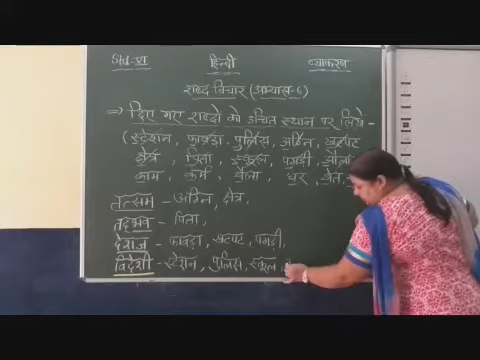 Std-VI हिन्दी व्याकरण
शब्द विचार (अभ्यास-6)
⇒ दिए गए शब्दों को उचित स्थान पर लिखे -
(स्टेशन, फावड़ा, पुलिस, अग्नि, खटपट
क्षेत्र, पिता, स्कूल, पगड़ी,
काम, कर्म, थैला, घर, खेत,
तत्सम - अग्नि, क्षेत्र,
तद्भव - पिता,
देशज - फावड़ा, खटपट, पगड़ी,
विदेशी - स्टेशन, पुलिस, स्कूल